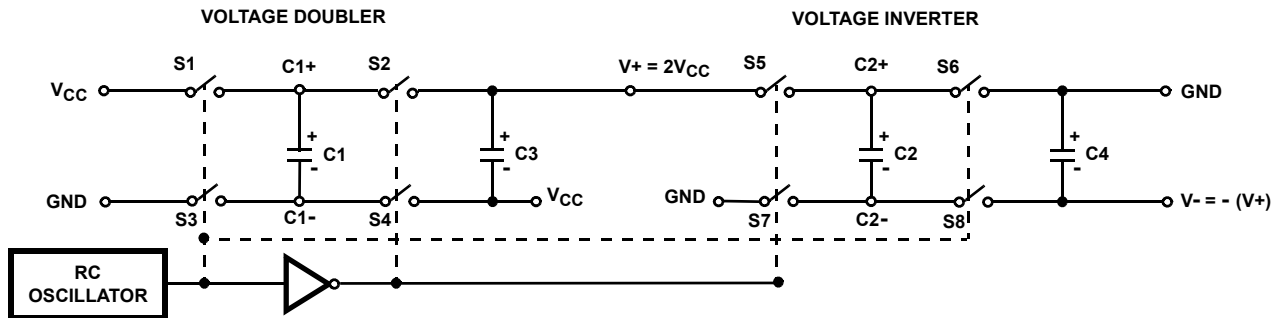 VOLTAGE DOUBLER
VOLTAGE INVERTER
S1
C1+
S2
V+ = 2VCC
S5
C2+
S6
VCC
GND
+
C1
-
+
C3
-
+
C2
-
+
C4
-
GND
S3
C1-
S4
VCC
GND
S7
C2-
S8
V- = - (V+)
RC
OSCILLATOR